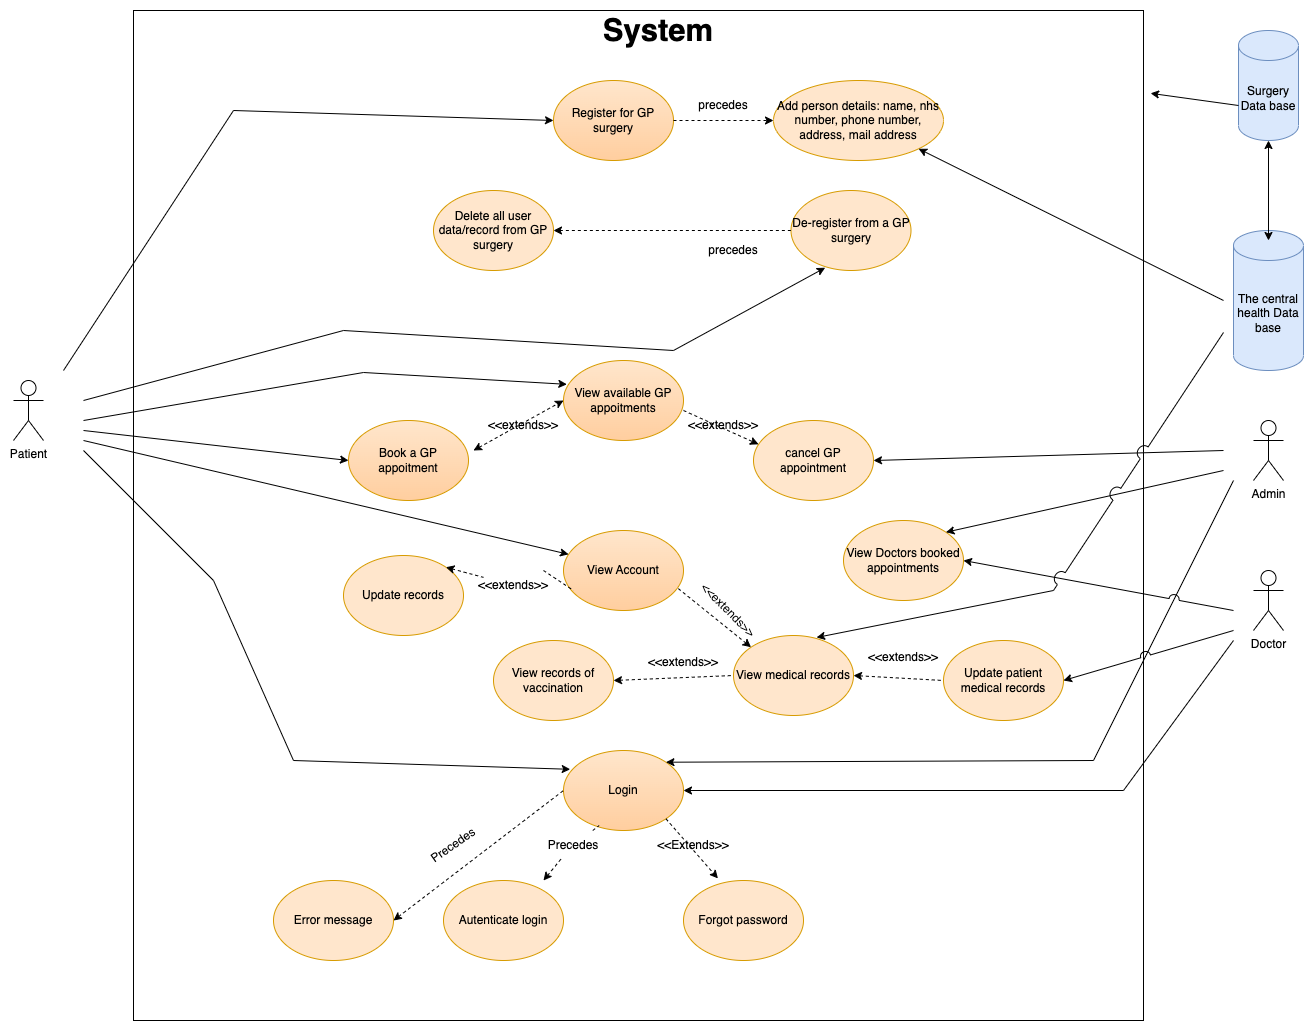 System
Surgery
Data base
Register for GP
surgery
precedes
Add person details: name, nhs
number, phone number,
address, mail address
Delete all user
data/record from GP
surgery
De-register from a GP
surgery
precedes
The central
health Data
base
View available GP
appoitments
<<extends>>
<<extends>>
Book a GP
appoitment
cancel GP
appointment
Patient
Admin
View Doctors booked
appointments
View Account
Update records
<<extends>>
<<extends>>
Doctor
View records of
vaccination
<<extends>>
View medical records
<<extends>>
Update patient
medical records
Login
Precedes
Precedes
<<Extends>>
Error message
Autenticate login
Forgot password